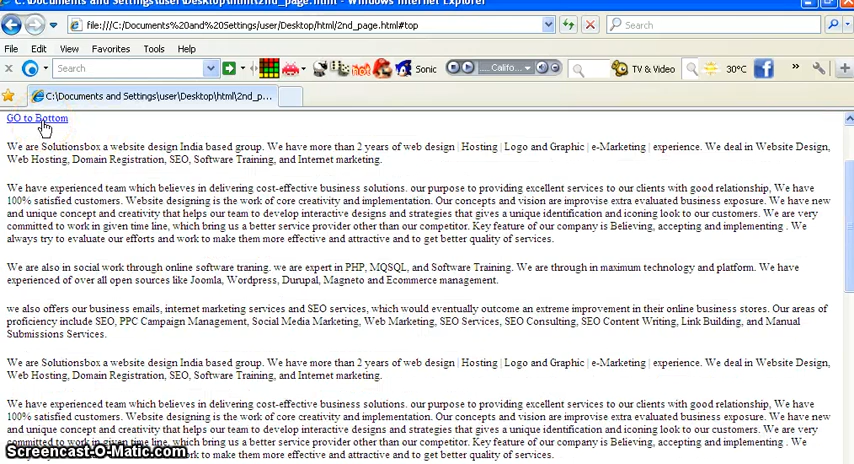 C:\Documents and Settings\user\Desktop\html\2nd_page.html - Windows Internet Explorer
file:///C:/Documents%20and%20Settings/user/Desktop/html/2nd_page.html#top
Search
File Edit View Favorites Tools Help
x Search hot Sonic .... Califo... TV & Video 30°C »
C:\Documents and Settings\user\Desktop\html\2nd_p...
GO to Bottom
We are Solutionsbox a website design India based group. We have more than 2 years of web design | Hosting | Logo and Graphic | e-Marketing | experience. We deal in Website Design,
Web Hosting, Domain Registration, SEO, Software Training, and Internet marketing.
We have experienced team which believes in delivering cost-effective business solutions. our purpose to providing excellent services to our clients with good relationship, We have
100% satisfied customers. Website designing is the work of core creativity and implementation. Our concepts and vision are improvise extra evaluated business exposure. We have new
and unique concept and creativity that helps our team to develop interactive designs and strategies that gives a unique identification and iconing look to our customers. We are very
committed to work in given time line, which bring us a better service provider other than our competitor. Key feature of our company is Believing, accepting and implementing . We
always try to evaluate our efforts and work to make them more effective and attractive and to get better quality of services.
We are also in social work through online software traning. we are expert in PHP, MQSQL, and Software Training. We are through in maximum technology and platform. We have
experienced of over all open sources like Joomla, Wordpress, Durupal, Magneto and Ecommerce management.
we also offers our business emails, internet marketing services and SEO services, which would eventually outcome an extreme improvement in their online business stores. Our areas of
proficiency include SEO, PPC Campaign Management, Social Media Marketing, Web Marketing, SEO Services, SEO Consulting, SEO Content Writing, Link Building, and Manual
Submissions Services.
We are Solutionsbox a website design India based group. We have more than 2 years of web design | Hosting | Logo and Graphic | e-Marketing | experience. We deal in Website Design,
Web Hosting, Domain Registration, SEO, Software Training, and Internet marketing.
We have experienced team which believes in delivering cost-effective business solutions. our purpose to providing excellent services to our clients with good relationship, We have
100% satisfied customers. Website designing is the work of core creativity and implementation. Our concepts and vision are improvise extra evaluated business exposure. We have new
and unique concept and creativity that helps our team to develop interactive designs and strategies that gives a unique identification and iconing look to our customers. We are very
committed to work in given time line, which bring us a better service provider other than our competitor. Key feature of our company is Believing, accepting and implementing . We
work to make them more effective and attractive and to get better quality of services.
Screencast-O-Matic.com